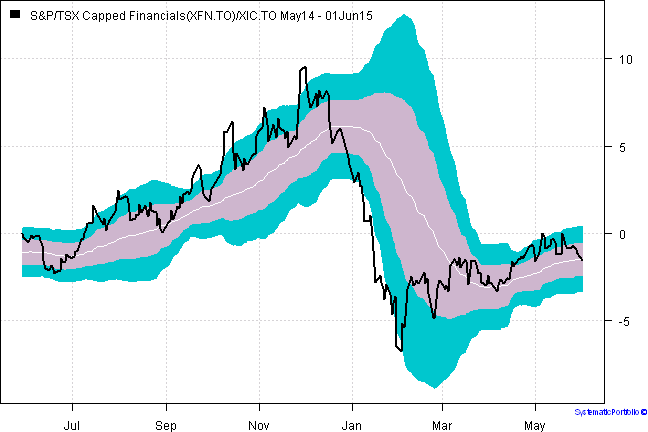 S&P/TSX Capped Financials(XFN.TO)/XIC.TO May14 - 01Jun15
10
5
0
-5
Jul Sep Nov Jan Mar May
SystematicPortfolio ©